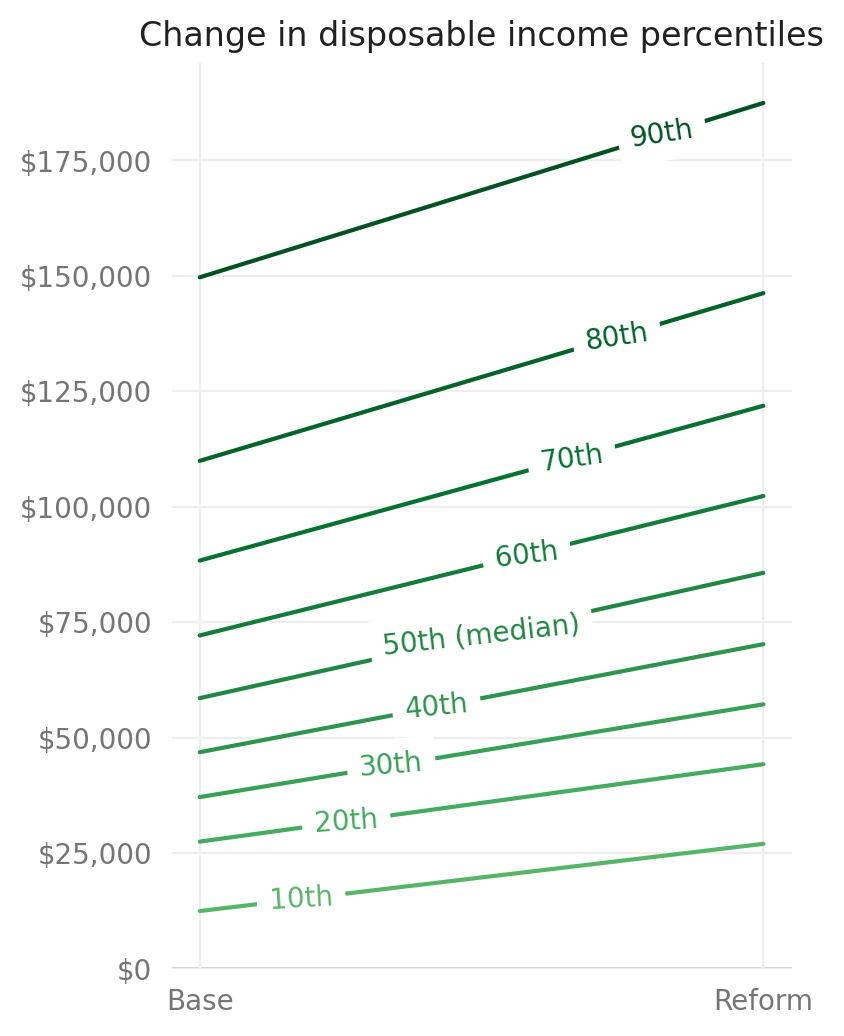 Change in disposable income percentiles
90th
$175,000
$150,000
80th
$125,000
70th
$100,000
60th
$75,000
50th (median)
40th
$50,000
30th
20th
$25,000
10th
$0
Base
Reform